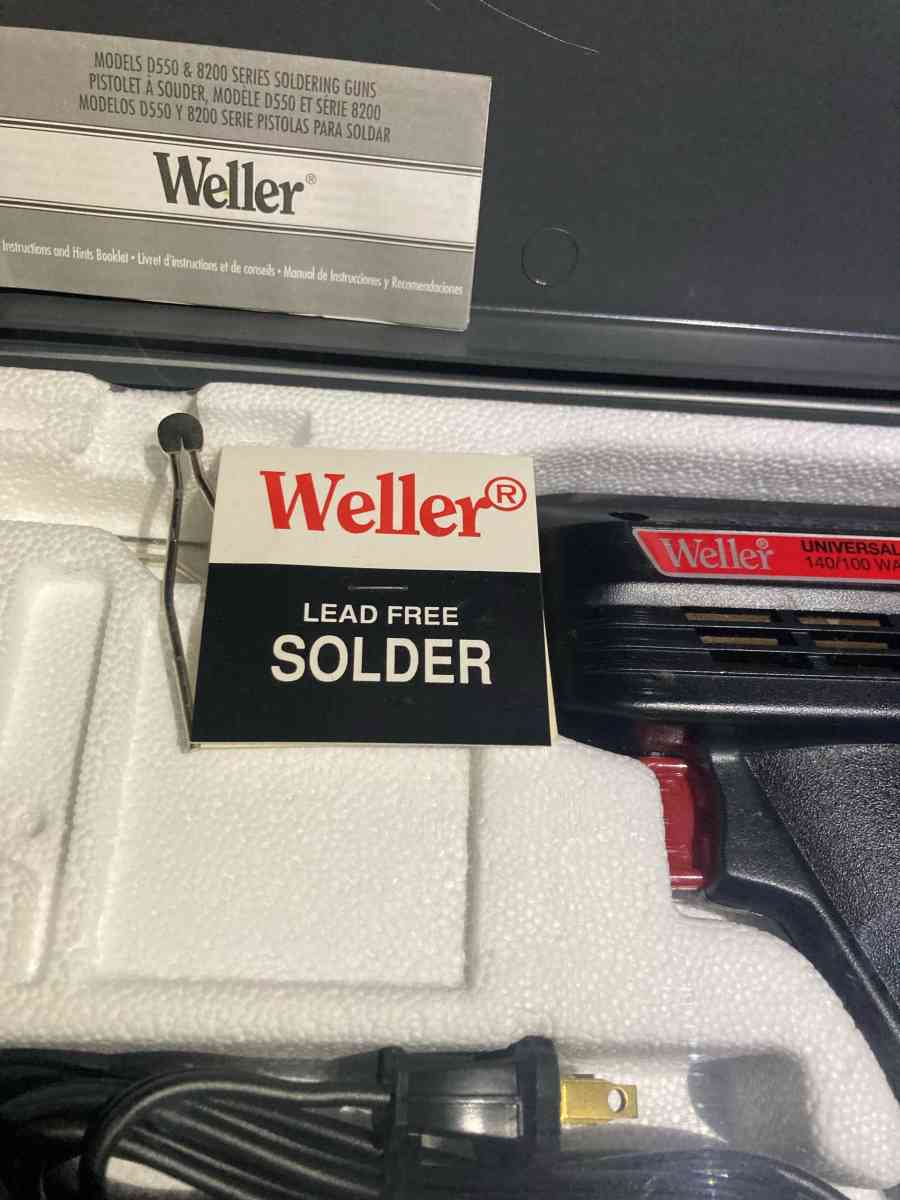 MODELS D550 & 8200 SERIES SOLDERING GUNS
PISTOLET À SOUDER, MODÈLE D550 ET SÉRIE 8200
MODELOS D550 Y 8200 SERIE PISTOLAS PARA SOLDAR
Weller®
Instructions and Hints Booklet • Livret d'instructions et de conseils • Manual de Instrucciones y Recomendaciones
Weller®
LEAD FREE
SOLDER
Weller®
UNIVERSAL
140/100 WA